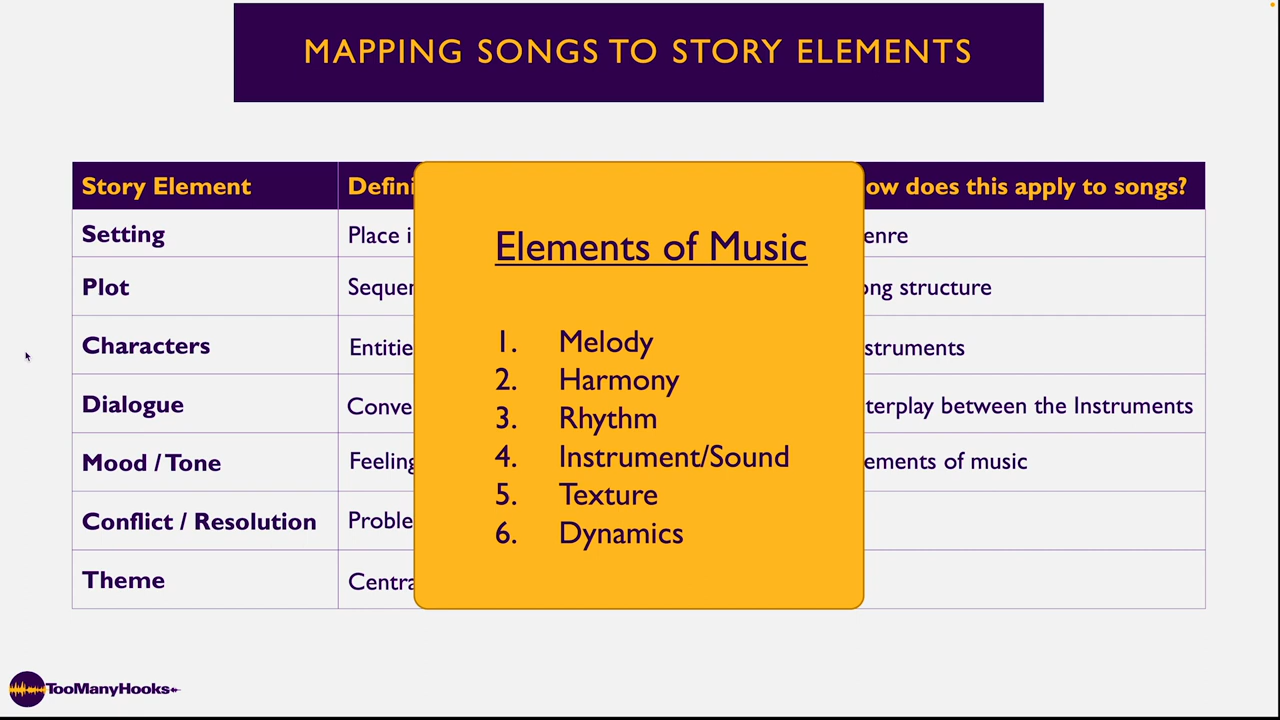 MAPPING SONGS TO STORY ELEMENTS
Story Element Defini ow does this apply to songs?
Setting Place i enre
Plot Sequen ong structure
Characters Entitie struments
Dialogue Conve terplay between the Instruments
Mood / Tone Feeling ements of music
Conflict / Resolution Proble
Theme Centra
Elements of Music
1. Melody
2. Harmony
3. Rhythm
4. Instrument/Sound
5. Texture
6. Dynamics
TooManyHooks